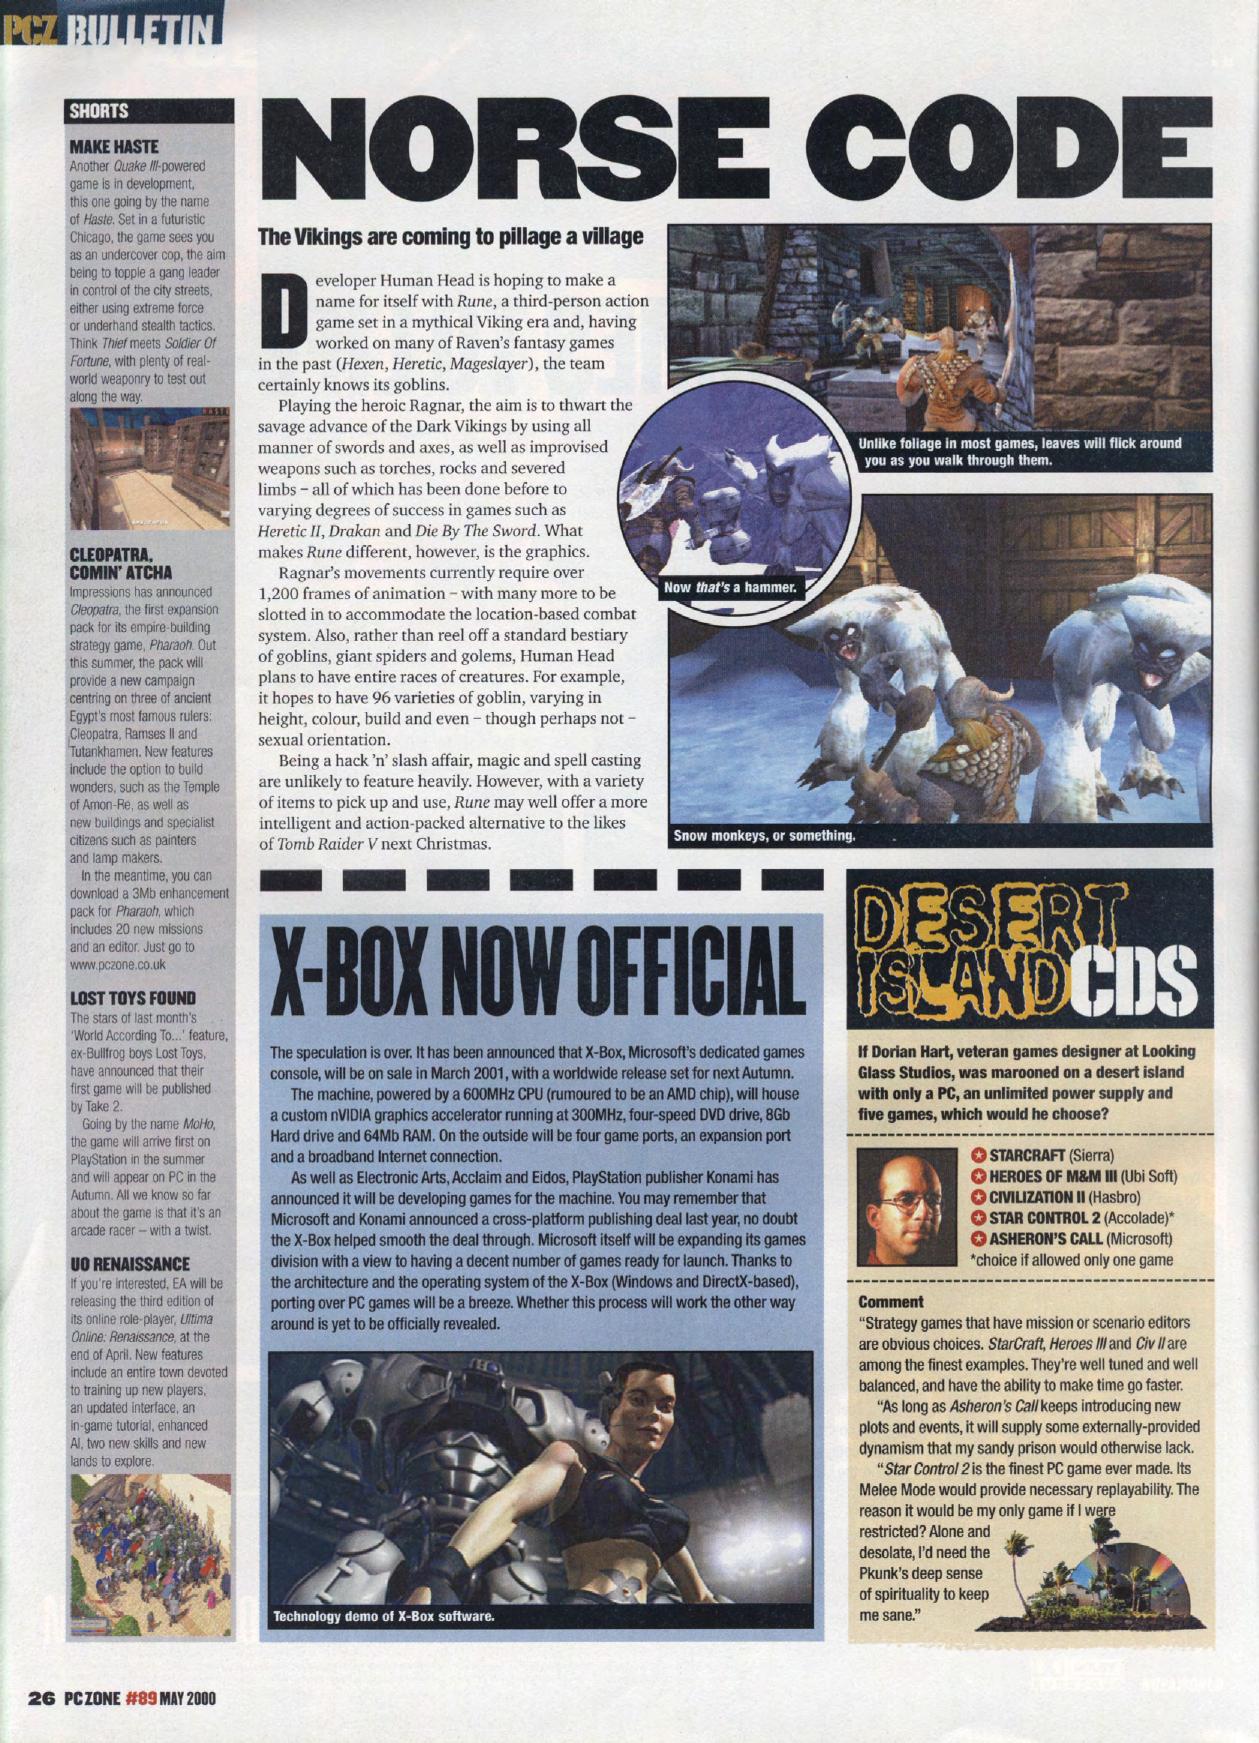 PCZ BULLETIN
SHORTS
MAKE HASTE
Another Quake III-powered
game is in development,
this one going by the name
of Haste. Set in a futuristic
Chicago, the game sees you
as an undercover cop, the aim
being to topple a gang leader
in control of the city streets,
either using extreme force
or underhand stealth tactics.
Think Thief meets Soldier Of
Fortune, with plenty of real-
world weaponry to test out
along the way.
CLEOPATRA,
COMIN' ATCHA
Impressions has announced
Cleopatra, the first expansion
pack for its empire-building
strategy game, Pharaoh. Out
this summer, the pack will
provide a new campaign
centring on three of ancient
Egypt's most famous rulers:
Cleopatra, Ramses II and
Tutankhamen. New features
include the option to build
wonders, such as the Temple
of Amon-Re, as well as
new buildings and specialist
citizens such as painters
and lamp makers.
In the meantime, you can
download a 3Mb enhancement
pack for Pharaoh, which
includes 20 new missions
and an editor. Just go to
www.pczone.co.uk
LOST TOYS FOUND
The stars of last month's
'World According To...' feature,
ex-Bullfrog boys Lost Toys,
have announced that their
first game will be published
by Take 2.
Going by the name MoHo,
the game will arrive first on
PlayStation in the summer
and will appear on PC in the
Autumn. All we know so far
about the game is that it's an
arcade racer – with a twist.
UO RENAISSANCE
If you're interested, EA will be
releasing the third edition of
its online role-player, Ultima
Online: Renaissance, at the
end of April. New features
include an entire town devoted
to training up new players,
an updated interface, an
in-game tutorial, enhanced
AI, two new skills and new
lands to explore.
NORSE CODE
The Vikings are coming to pillage a village
Developer Human Head is hoping to make a
name for itself with Rune, a third-person action
game set in a mythical Viking era and, having
worked on many of Raven's fantasy games
in the past (Hexen, Heretic, Mageslayer), the team
certainly knows its goblins.
Playing the heroic Ragnar, the aim is to thwart the
savage advance of the Dark Vikings by using all
manner of swords and axes, as well as improvised
weapons such as torches, rocks and severed
limbs – all of which has been done before to
varying degrees of success in games such as
Heretic II, Drakan and Die By The Sword. What
makes Rune different, however, is the graphics.
Ragnar's movements currently require over
1,200 frames of animation – with many more to be
slotted in to accommodate the location-based combat
system. Also, rather than reel off a standard bestiary
of goblins, giant spiders and golems, Human Head
plans to have entire races of creatures. For example,
it hopes to have 96 varieties of goblin, varying in
height, colour, build and even – though perhaps not –
sexual orientation.
Being a hack 'n' slash affair, magic and spell casting
are unlikely to feature heavily. However, with a variety
of items to pick up and use, Rune may well offer a more
intelligent and action-packed alternative to the likes
of Tomb Raider V next Christmas.
Unlike foliage in most games, leaves will flick around
you as you walk through them.
Now that's a hammer.
Snow monkeys, or something.
X-BOX NOW OFFICIAL
The speculation is over. It has been announced that X-Box, Microsoft's dedicated games
console, will be on sale in March 2001, with a worldwide release set for next Autumn.
The machine, powered by a 600MHz CPU (rumoured to be an AMD chip), will house
a custom nVIDIA graphics accelerator running at 300MHz, four-speed DVD drive, 8Gb
Hard drive and 64Mb RAM. On the outside will be four game ports, an expansion port
and a broadband Internet connection.
As well as Electronic Arts, Acclaim and Eidos, PlayStation publisher Konami has
announced it will be developing games for the machine. You may remember that
Microsoft and Konami announced a cross-platform publishing deal last year, no doubt
the X-Box helped smooth the deal through. Microsoft itself will be expanding its games
division with a view to having a decent number of games ready for launch. Thanks to
the architecture and the operating system of the X-Box (Windows and DirectX-based),
porting over PC games will be a breeze. Whether this process will work the other way
around is yet to be officially revealed.
Technology demo of X-Box software.
DESERT
ISLAND CDS
If Dorian Hart, veteran games designer at Looking
Glass Studios, was marooned on a desert island
with only a PC, an unlimited power supply and
five games, which would he choose?
STARCRAFT (Sierra)
HEROES OF M&M III (Ubi Soft)
CIVILIZATION II (Hasbro)
STAR CONTROL 2 (Accolade)*
ASHERON'S CALL (Microsoft)
*choice if allowed only one game
Comment
"Strategy games that have mission or scenario editors
are obvious choices. StarCraft, Heroes III and Civ II are
among the finest examples. They're well tuned and well
balanced, and have the ability to make time go faster.
"As long as Asheron's Call keeps introducing new
plots and events, it will supply some externally-provided
dynamism that my sandy prison would otherwise lack.
"Star Control 2 is the finest PC game ever made. Its
Melee Mode would provide necessary replayability. The
reason it would be my only game if I were
restricted? Alone and
desolate, I'd need the
Pkunk's deep sense
of spirituality to keep
me sane."
26 PCZONE #89 MAY 2000